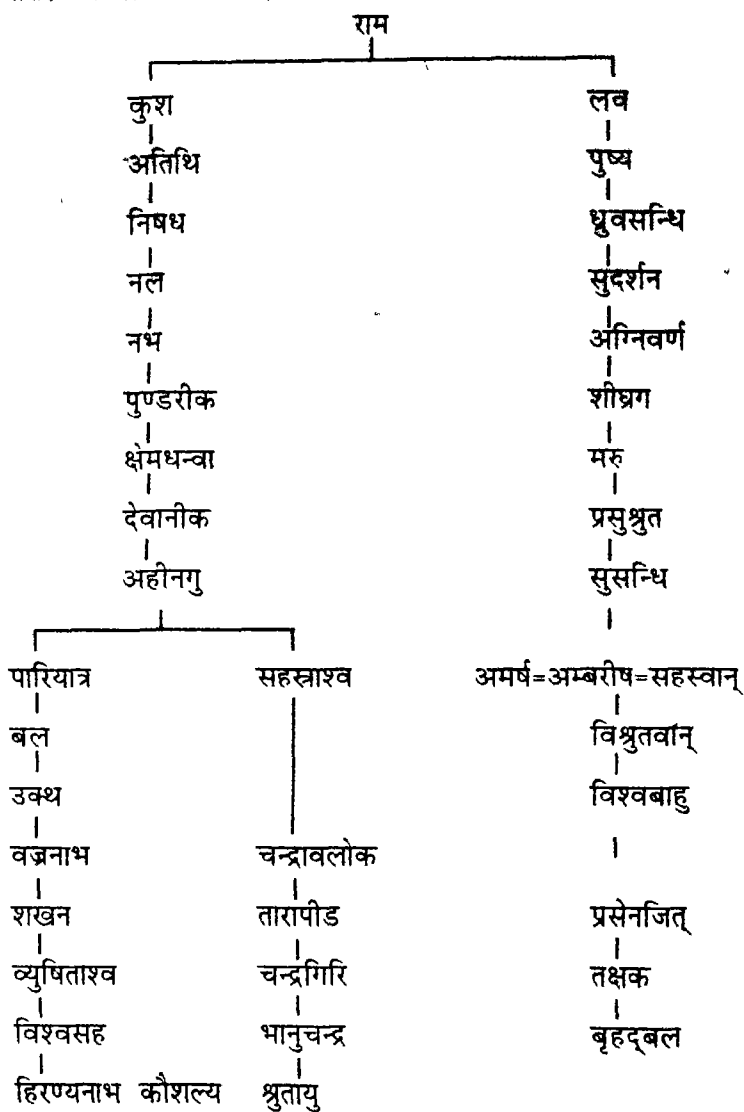 राम
कुश लव
अतिथि पुष्य
निषध ध्रुवसन्धि
नल सुदर्शन
नभ अग्निवर्ण
पुण्डरीक शीघ्रग
क्षेमधन्वा मरु
देवानीक प्रसुश्रुत
अहीनगु सुसन्धि
पारियात्र सहस्राश्व अमर्ष=अम्बरीष=सहस्वान्
बल विश्रुतवान्
उक्थ विश्वबाहु
वज्रनाभ चन्द्रावलोक
शखन तारापीड प्रसेनजित्
व्युषिताश्व चन्द्रगिरि तक्षक
विश्वसह भानुचन्द्र बृहद्बल
हिरण्यनाभ कौशल्य श्रुतायु